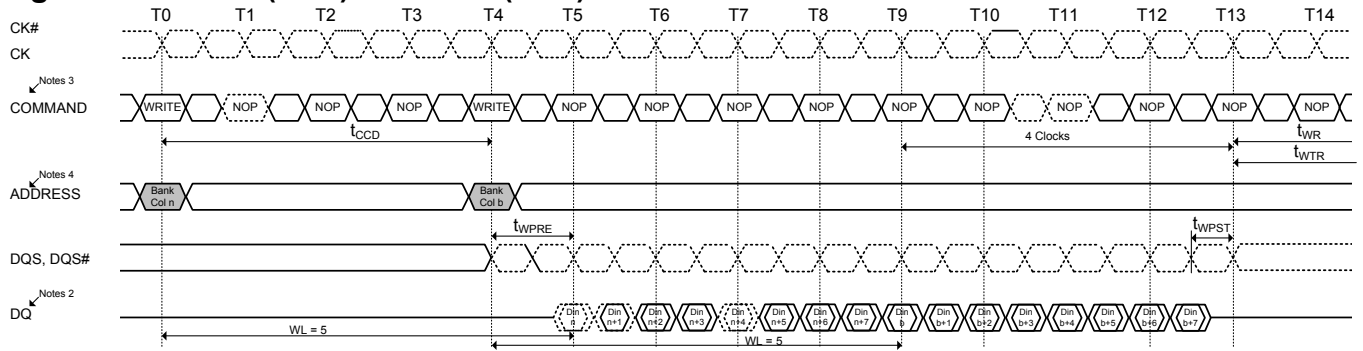 T0 T1 T2 T3 T4 T5 T6 T7 T8 T9 T10 T11 T12 T13 T14
CK#
CK
Notes 3
COMMAND WRITE NOP NOP NOP WRITE NOP NOP NOP NOP NOP NOP NOP NOP NOP NOP
tCCD 4 Clocks tWR
tWTR
Notes 4
ADDRESS
Bank Col n
Bank Col b
tWPRE tWPST
DQS, DQS#
Notes 2
DQ
Din n Din n+1 Din n+2 Din n+3 Din n+4 Din n+5 Din n+6 Din n+7 Din b Din b+1 Din b+2 Din b+3 Din b+4 Din b+5 Din b+6 Din b+7
WL = 5 WL = 5